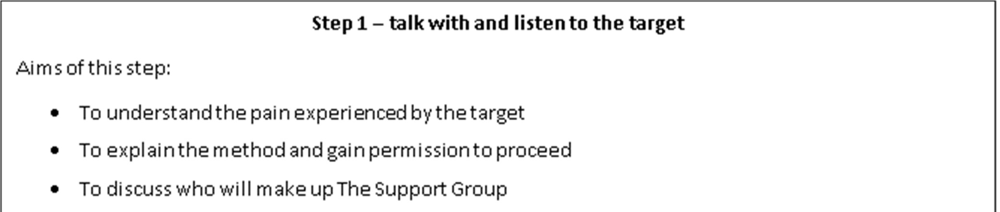 Step 1 – talk with and listen to the target
Aims of this step:
• To understand the pain experienced by the target
• To explain the method and gain permission to proceed
• To discuss who will make up The Support Group